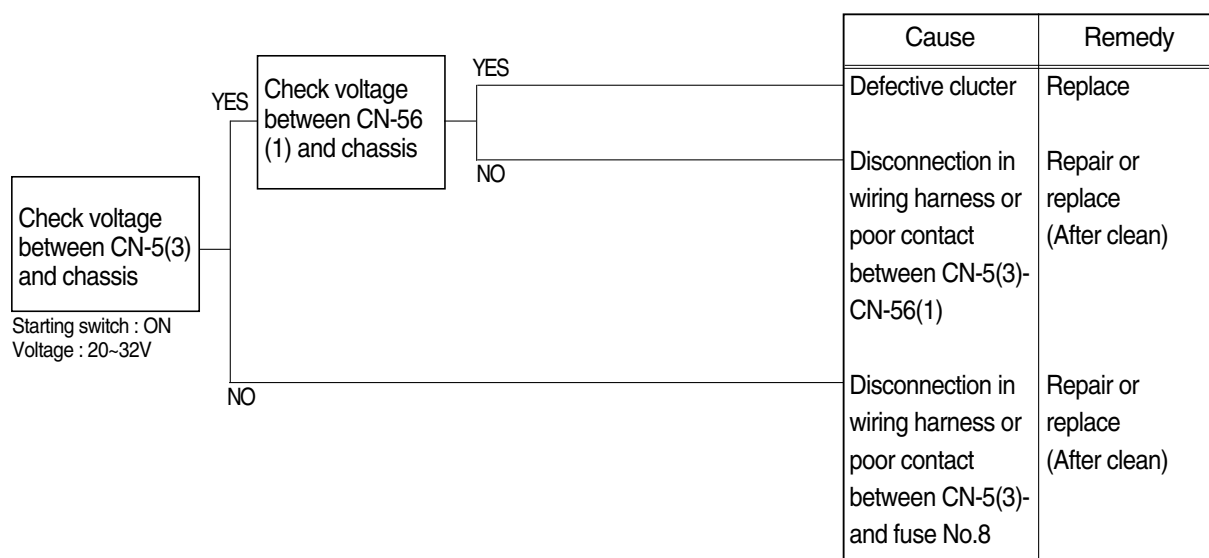 Check voltage
between CN-5(3)
and chassis
Starting switch : ON
Voltage : 20~32V
YES
NO
Check voltage
between CN-56
(1) and chassis
YES
NO
Cause
Remedy
Defective clucter
Replace
Disconnection in
wiring harness or
poor contact
between CN-5(3)-
CN-56(1)
Repair or
replace
(After clean)
Disconnection in
wiring harness or
poor contact
between CN-5(3)-
and fuse No.8
Repair or
replace
(After clean)